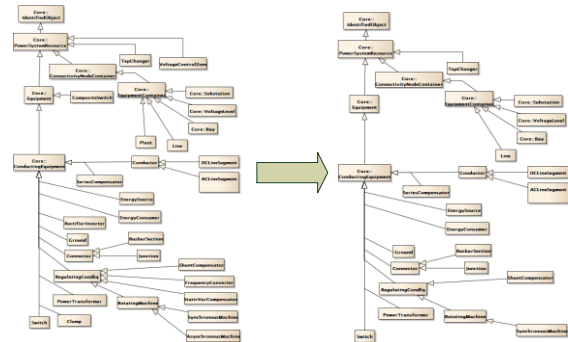 Core::
IdentifiedObject
Core::
PowerSystemResource
TapChanger
VoltageControlZone
Core::
ConnectivityNodeContainer
Core::
Equipment
CompositeSwitch
Core::
EquipmentContainer
Core::Substation
Core::VoltageLevel
Core::Bay
Plant
Line
Core::
ConductingEquipment
Conductor
DCLineSegment
ACLineSegment
SeriesCompensator
EnergySource
EnergyConsumer
RectifierInverter
Ground
BusbarSection
Connector
Junction
ShuntCompensator
RegulatingCondEq
FrequencyConverter
StaticVarCompensator
PowerTransformer
RotatingMachine
SynchronousMachine
Switch
Clamp
AsynchronousMachine
Core::
IdentifiedObject
Core::
PowerSystemResource
TapChanger
Core::
ConnectivityNodeContainer
Core::
Equipment
Core::
EquipmentContainer
Core::Substation
Core::VoltageLevel
Core::Bay
Line
Core::
ConductingEquipment
Conductor
DCLineSegment
ACLineSegment
SeriesCompensator
EnergySource
EnergyConsumer
Ground
BusbarSection
Connector
Junction
ShuntCompensator
RegulatingCondEq
PowerTransformer
RotatingMachine
SynchronousMachine
Switch